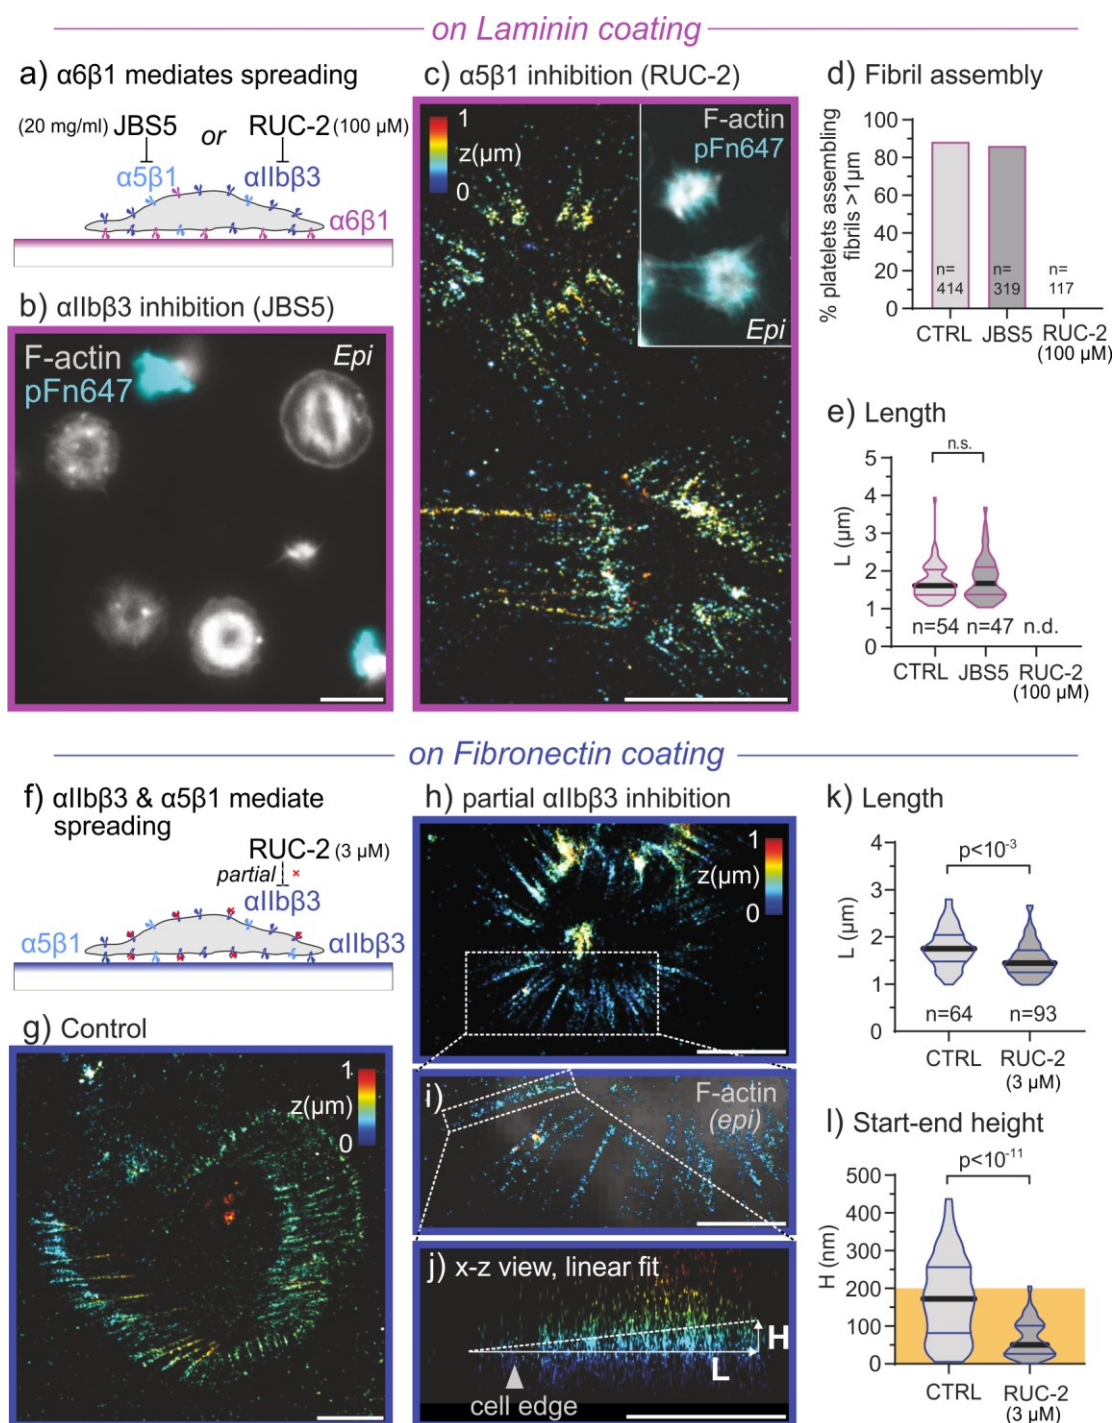 on Laminin coating
a) α6β1 mediates spreading
(20 mg/ml) JBS5 or RUC-2 (100 µM)
α5β1 αIIbβ3
α6β1
b) αIIbβ3 inhibition (JBS5)
F-actin
pFn647
Epi
c) α5β1 inhibition (RUC-2)
1
z(µm)
0
F-actin
pFn647
Epi
d) Fibril assembly
% platelets assembling
fibrils >1µm
100
80
60
40
20
0
n=
414
n=
319
n=
117
CTRL JBS5 RUC-2
(100 µM)
e) Length
n.s.
L (µm)
5
4
3
2
1
0
n=54 n=47 n.d.
CTRL JBS5 RUC-2
(100 µM)
on Fibronectin coating
f) αIIbβ3 & α5β1 mediate
spreading
RUC-2 (3 µM)
partial
αIIbβ3
α5β1
αIIbβ3
g) Control
1
z(µm)
0
h) partial αIIbβ3 inhibition
1
z(µm)
0
i)
F-actin
(epi)
j) x-z view, linear fit
H
L
cell edge
k) Length
p<10⁻³
L (µm)
4
3
2
1
0
n=64 n=93
CTRL RUC-2
(3 µM)
l) Start-end height
p<10⁻¹¹
H (nm)
500
400
300
200
100
0
CTRL RUC-2
(3 µM)